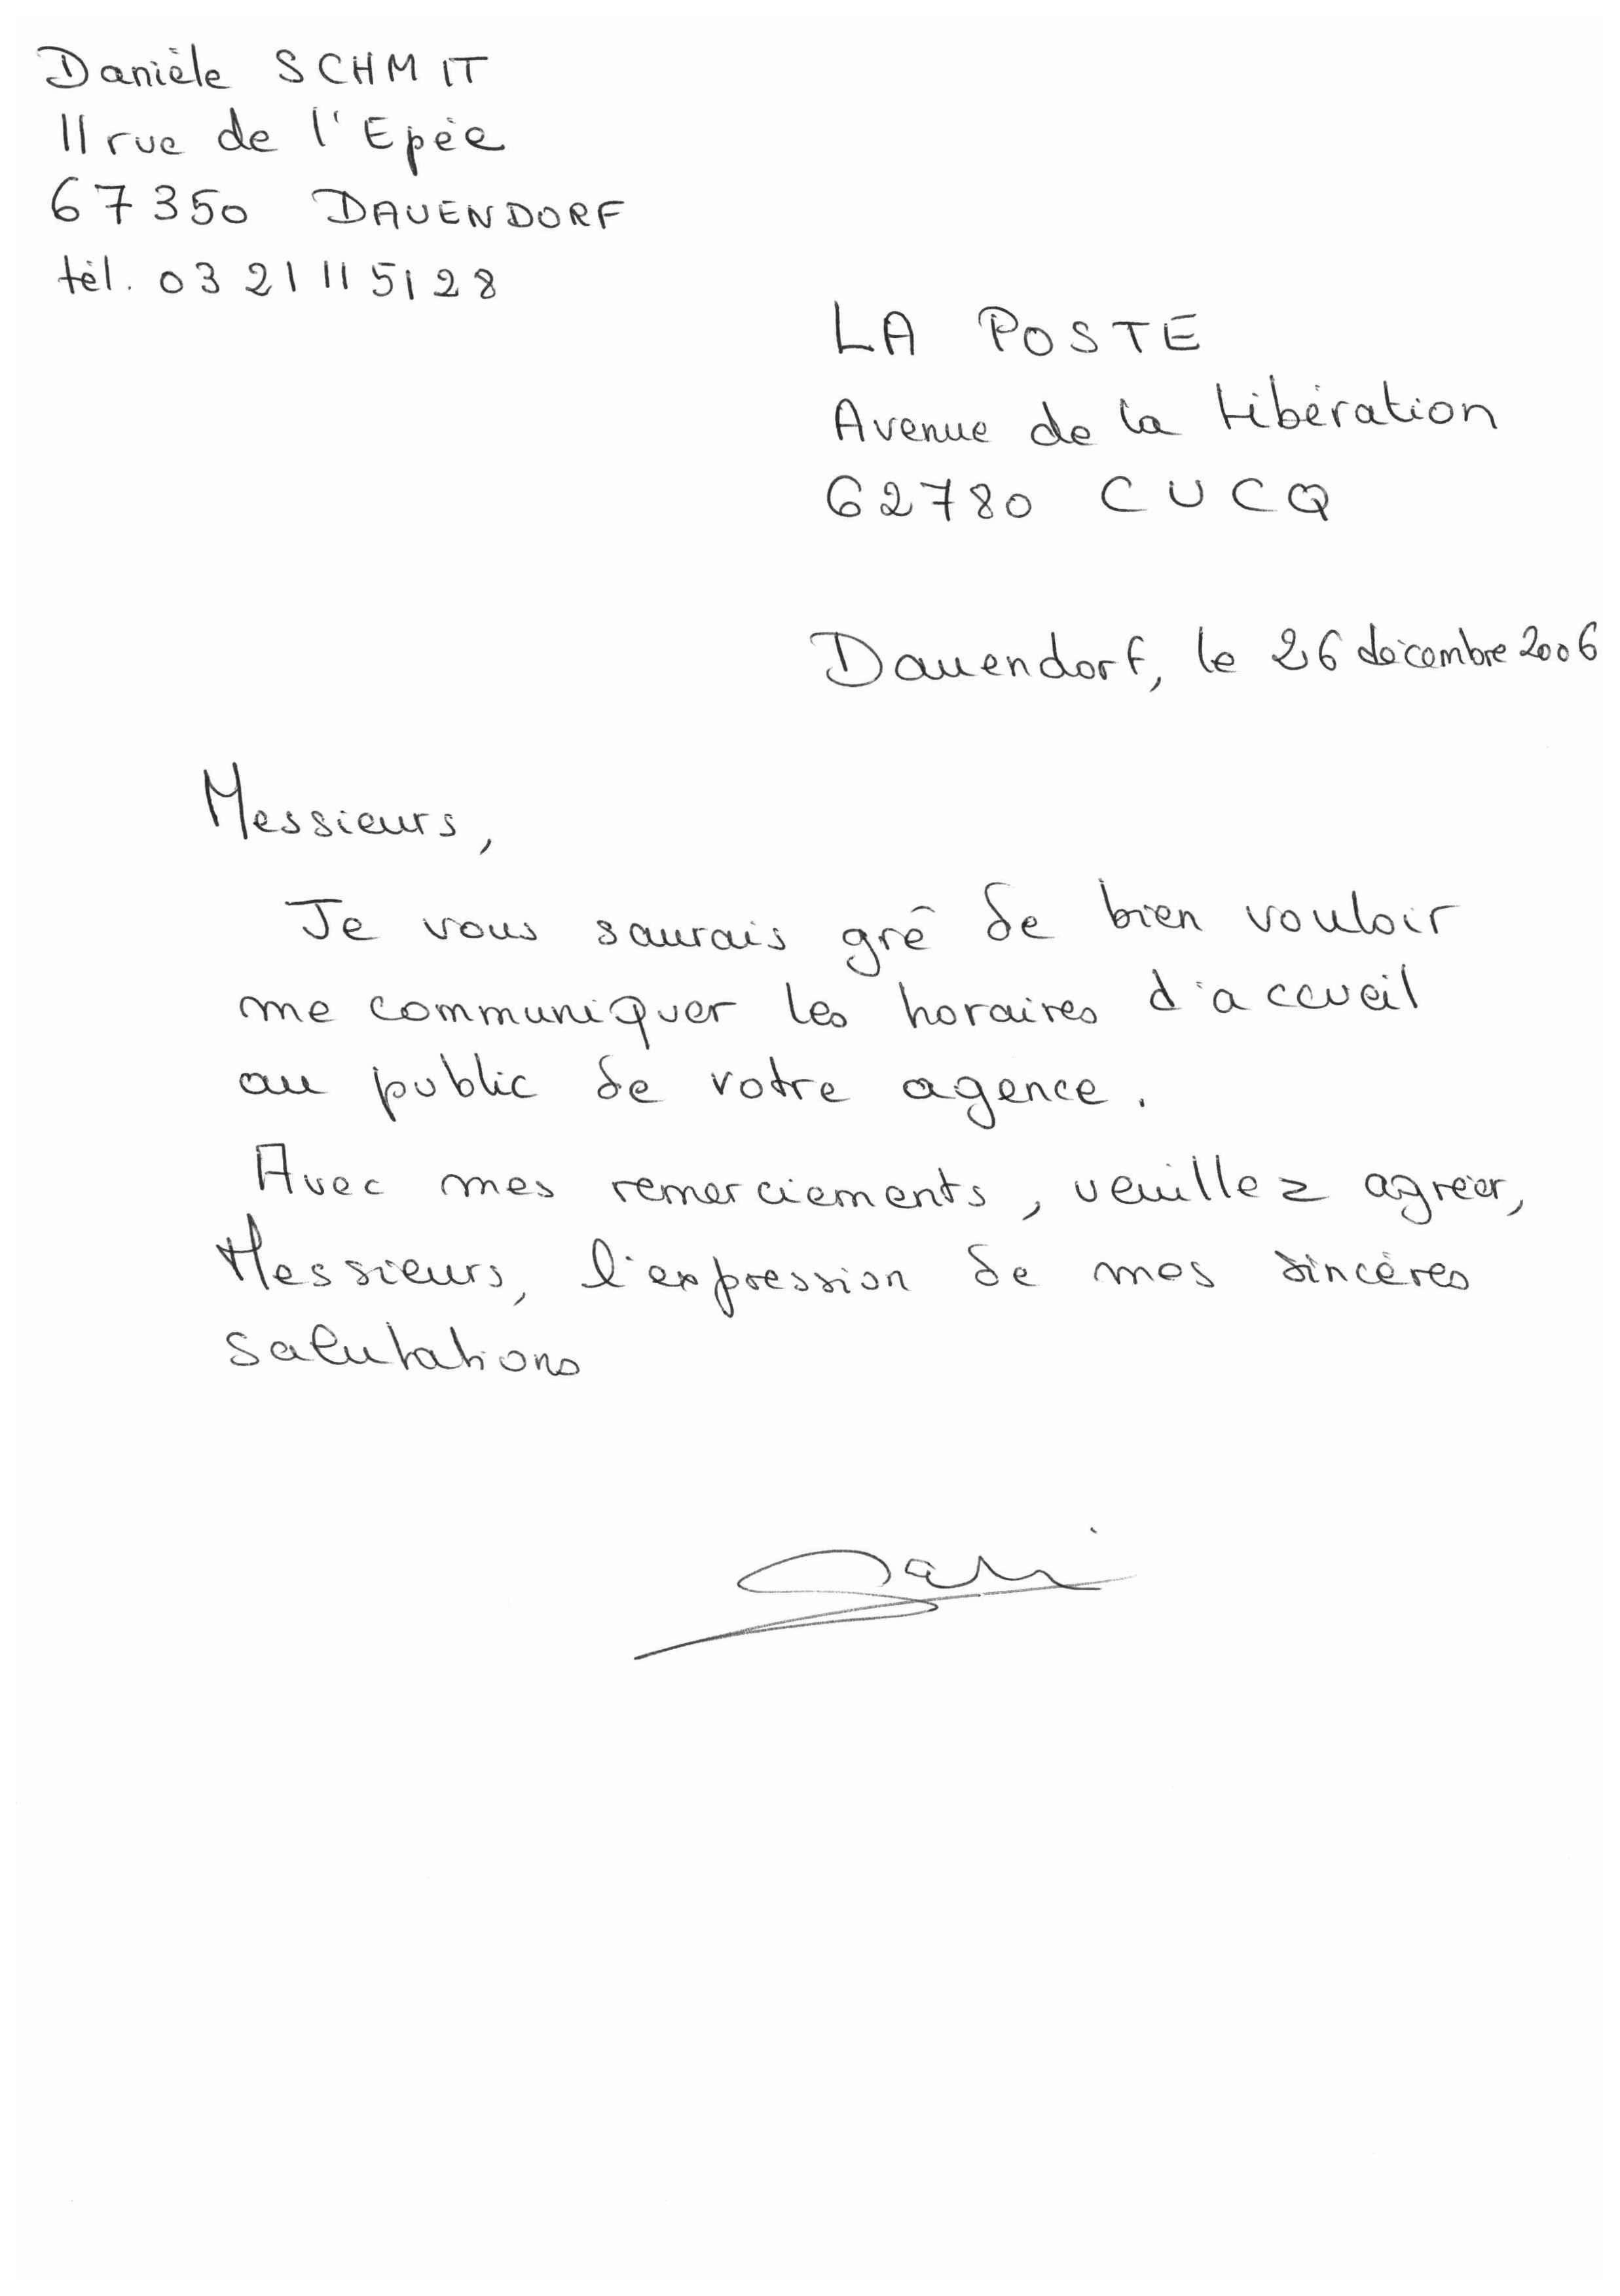 Danièle SCHMIT
11 rue de l'Epée
67350 DAUENDORF
tél. 03 21 11 51 28
LA POSTE
Avenue de la Libération
62780 CUCQ
Dauendorf, le 26 décembre 2006
Messieurs,
Je vous saurais gré de bien vouloir
me communiquer les horaires d'accueil
au public de votre agence.
Avec mes remerciements, veuillez agréer,
Messieurs, l'expression de mes sincères
salutations